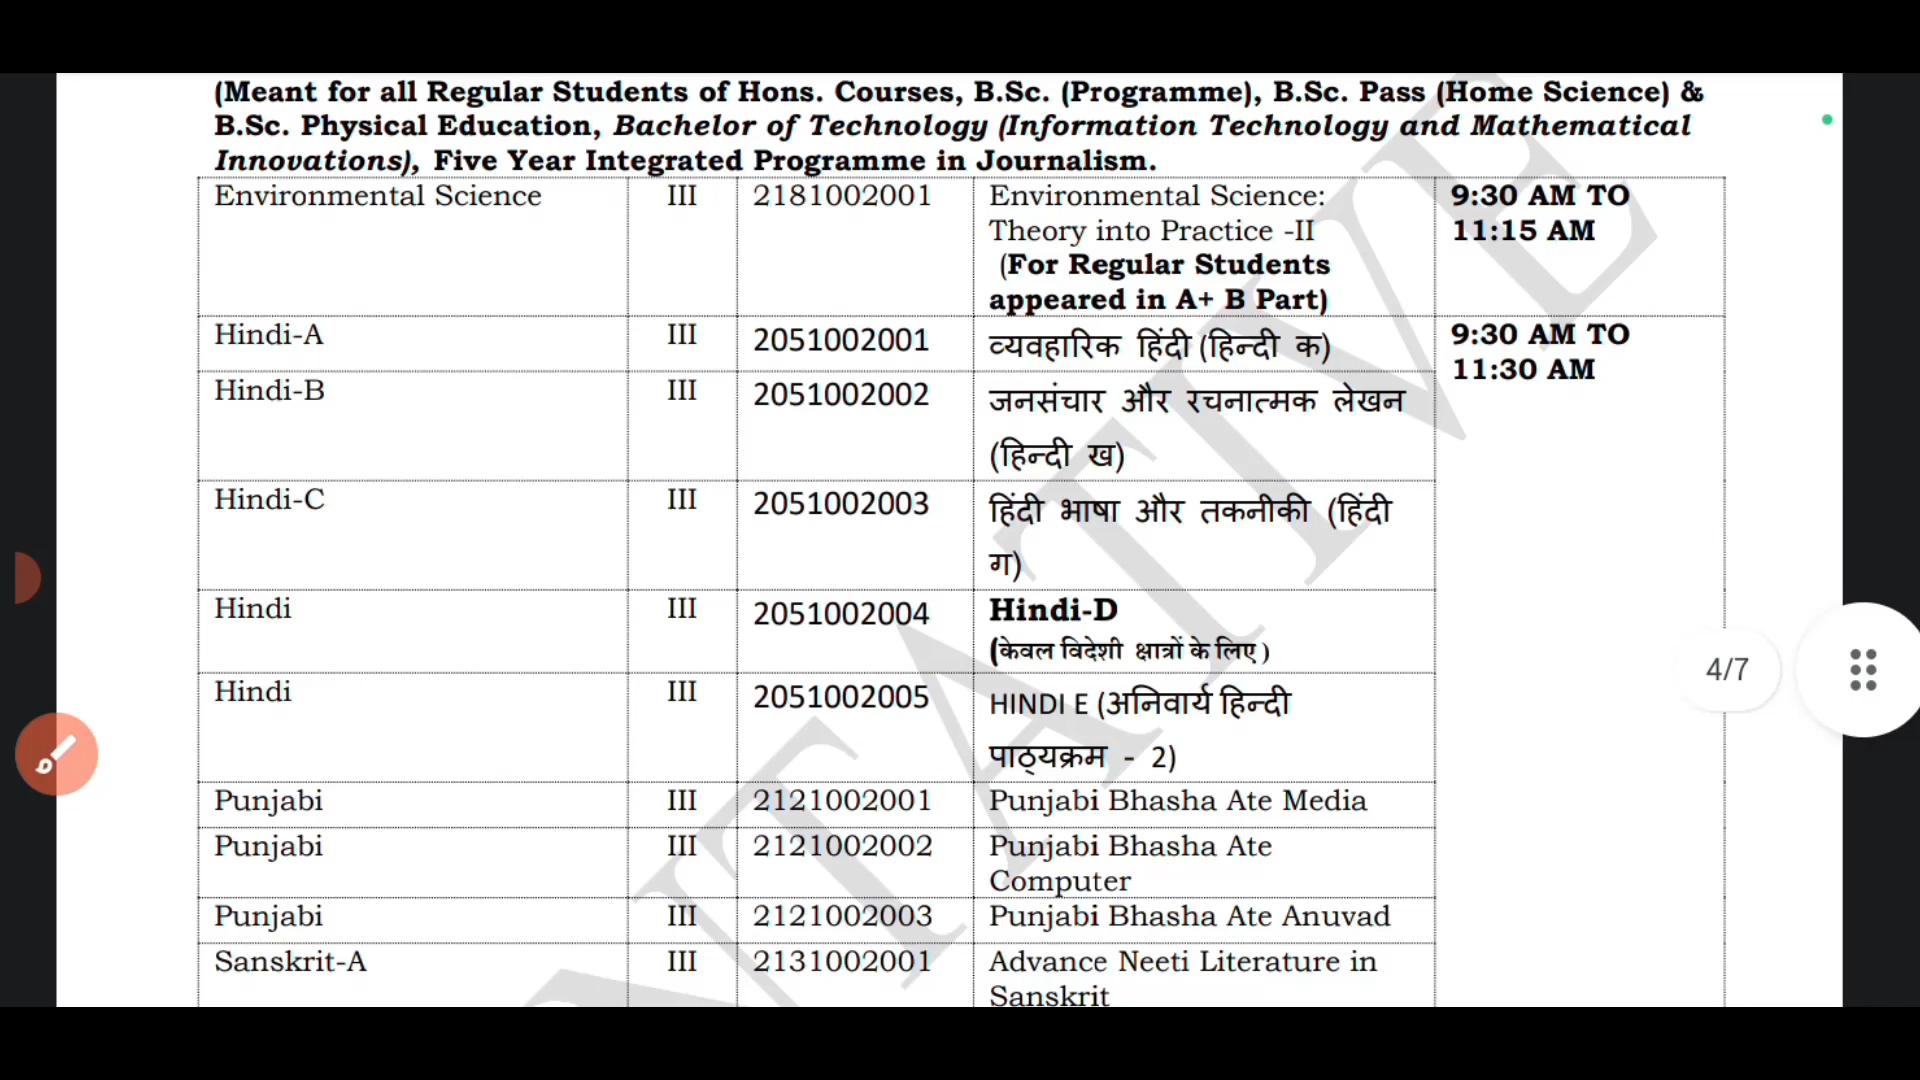 (Meant for all Regular Students of Hons. Courses, B.Sc. (Programme), B.Sc. Pass (Home Science) &
B.Sc. Physical Education, Bachelor of Technology (Information Technology and Mathematical
Innovations), Five Year Integrated Programme in Journalism.
Environmental Science III 2181002001 Environmental Science: 9:30 AM TO
Theory into Practice -II 11:15 AM
(For Regular Students
appeared in A+ B Part)
Hindi-A III 2051002001 व्यवहारिक हिंदी (हिन्दी क) 9:30 AM TO
11:30 AM
Hindi-B III 2051002002 जनसंचार और रचनात्मक लेखन
(हिन्दी ख)
Hindi-C III 2051002003 हिंदी भाषा और तकनीकी (हिंदी
ग)
Hindi III 2051002004 Hindi-D
(केवल विदेशी क्षात्रों के लिए )
Hindi III 2051002005 HINDI E (अनिवार्य हिन्दी
पाठ्यक्रम - 2)
Punjabi III 2121002001 Punjabi Bhasha Ate Media
Punjabi III 2121002002 Punjabi Bhasha Ate
Computer
Punjabi III 2121002003 Punjabi Bhasha Ate Anuvad
Sanskrit-A III 2131002001 Advance Neeti Literature in
Sanskrit
4/7
NTATIVE